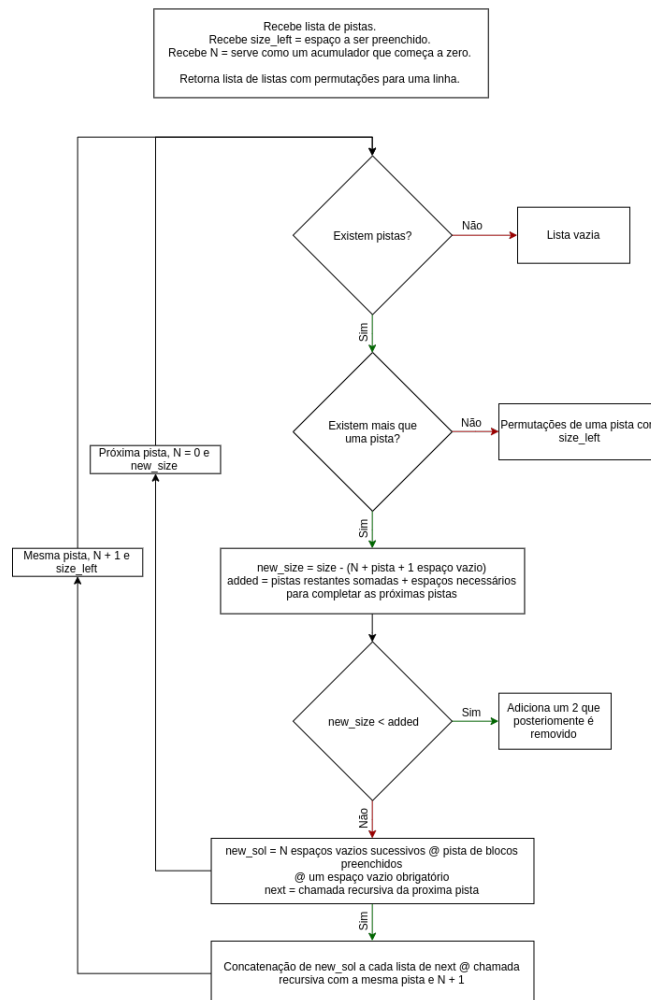 Recebe lista de pistas.
Recebe size_left = espaço a ser preenchido.
Recebe N = serve como um acumulador que começa a zero.
Retorna lista de listas com permutações para uma linha.
Existem pistas?
Não
Lista vazia
Sim
Existem mais que
uma pista?
Não
Permutações de uma pista com
size_left
Próxima pista, N = 0 e
new_size
Sim
Mesma pista, N + 1 e
size_left
new_size = size - (N + pista + 1 espaço vazio)
added = pistas restantes somadas + espaços necessários
para completar as próximas pistas
new_size < added
Sim
Adiciona um 2 que
posteriomente é
removido
Não
new_sol = N espaços vazios sucessivos @ pista de blocos
preenchidos
@ um espaço vazio obrigatório
next = chamada recursiva da proxima pista
Sim
Concatenação de new_sol a cada lista de next @ chamada
recursiva com a mesma pista e N + 1